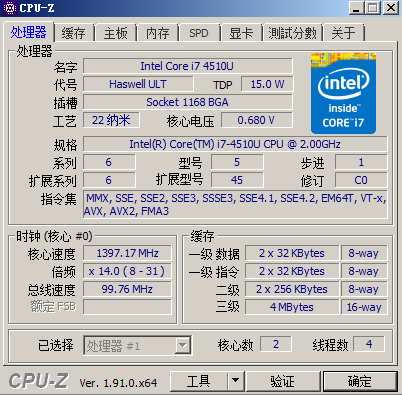 CPU-Z
处理器 缓存 主板 内存 SPD 显卡 測試分數 关于
处理器
名字 Intel Core i7 4510U
代号 Haswell ULT TDP 15.0 W
插槽 Socket 1168 BGA
工艺 22 纳米 核心电压 0.680 V
intel inside™ CORE™ i7
规格 Intel(R) Core(TM) i7-4510U CPU @ 2.00GHz
系列 6 型号 5 步进 1
扩展系列 6 扩展型号 45 修订 C0
指令集 MMX, SSE, SSE2, SSE3, SSSE3, SSE4.1, SSE4.2, EM64T, VT-x,
AVX, AVX2, FMA3
时钟 (核心 #0) 缓存
核心速度 1397.17 MHz 一级 数据 2 x 32 KBytes 8-way
倍频 x 14.0 ( 8 - 31 ) 一级 指令 2 x 32 KBytes 8-way
总线速度 99.76 MHz 二级 2 x 256 KBytes 8-way
额定 FSB 三级 4 MBytes 16-way
已选择 处理器 #1 核心数 2 线程数 4
CPU-Z Ver. 1.91.0.x64 工具 验证 确定